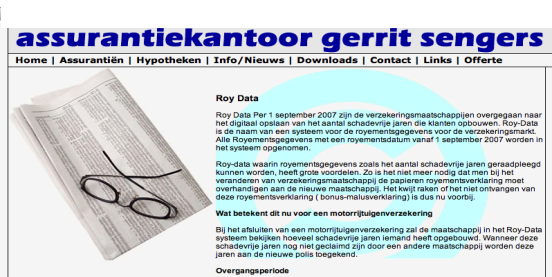 assurantiekantoor gerrit sengers
Home | Assurantiën | Hypotheken | Info/Nieuws | Downloads | Contact | Links | Offerte
Roy Data
Roy Data Per 1 september 2007 zijn de verzekeringsmaatschappijen overgegaan naar
het digitaal opslaan van het aantal schadevrije jaren die klanten opbouwen. Roy-Data
is de naam van een systeem voor de royementsgegevens voor de verzekeringsmarkt.
Alle Royementsgegevens met een royementsdatum vanaf 1 september 2007 worden in
het systeem opgenomen.
Roy-data waarin royementsgegevens zoals het aantal schadevrije jaren geraadpleegd
kunnen worden, heeft grote voordelen. Zo is het niet meer nodig dat men bij het
veranderen van verzekeringsmaatschappij de papieren royementsverklaring moet
overhandigen aan de nieuwe maatschappij. Het kwijt raken of het niet ontvangen van
deze royementsverklaring ( bonus-malusverklaring) is dus nu voorbij.
Wat betekent dit nu voor een motorrijtuigenverzekering
Bij het afsluiten van een motorrijtuigenverzekering zal de maatschappij in het Roy-Data
systeem bekijken hoeveel schadevrije jaren iemand heeft opgebouwd. Wanneer deze
schadevrije jaren nog niet geclaimd zijn door een andere maatschappij worden deze
jaren aan de nieuwe polis toegekend.
Overgangsperiode